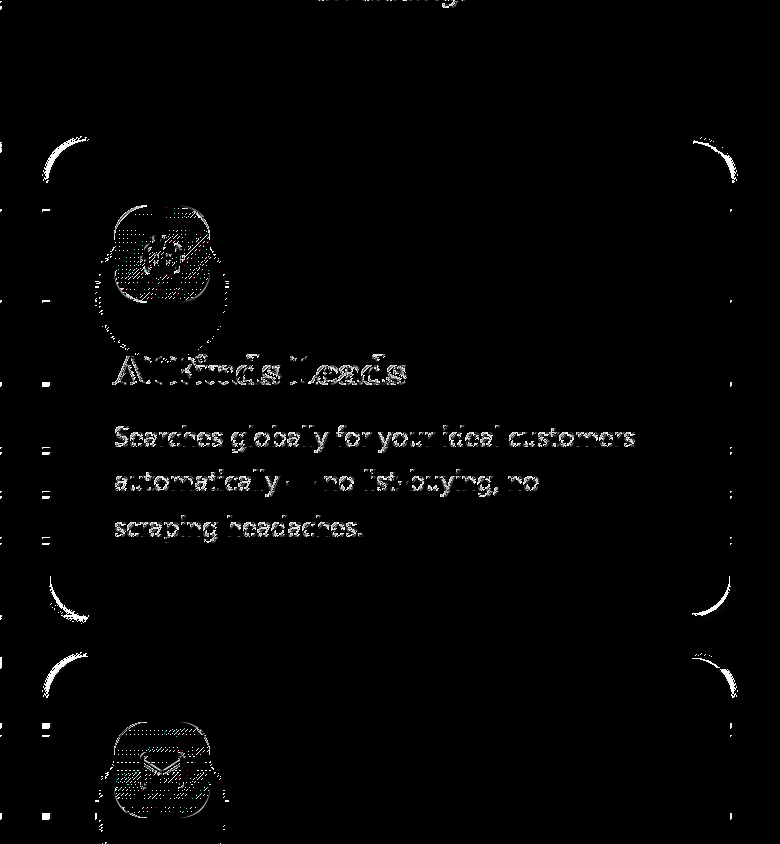 AI Finds Leads
Searches globally for your ideal customers
automatically — no list-buying, no
scraping headaches.